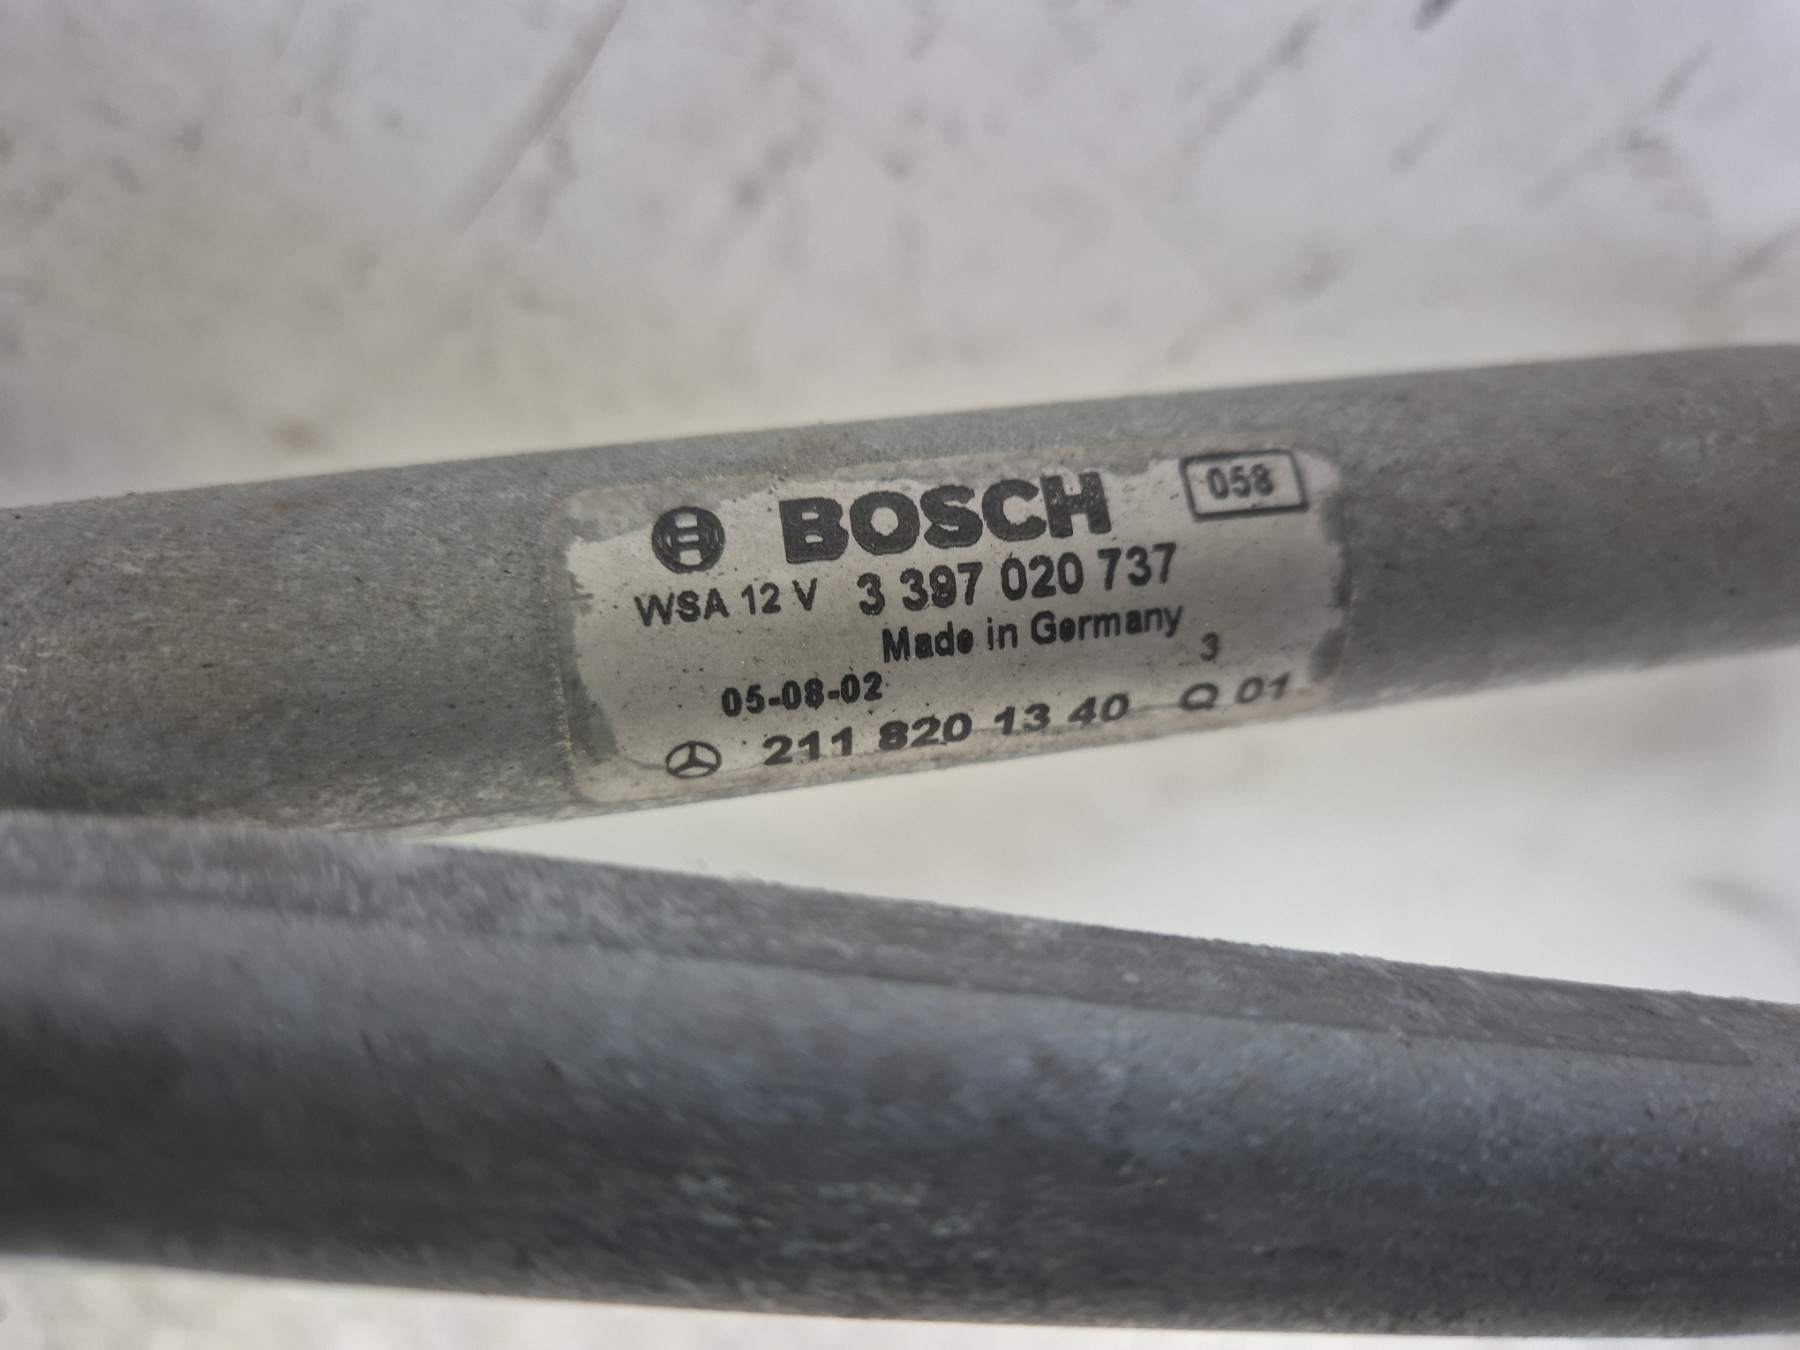 BOSCH 058
WSA 12 V 3 397 020 737
Made in Germany
3
05-08-02
211 820 13 40 Q 01